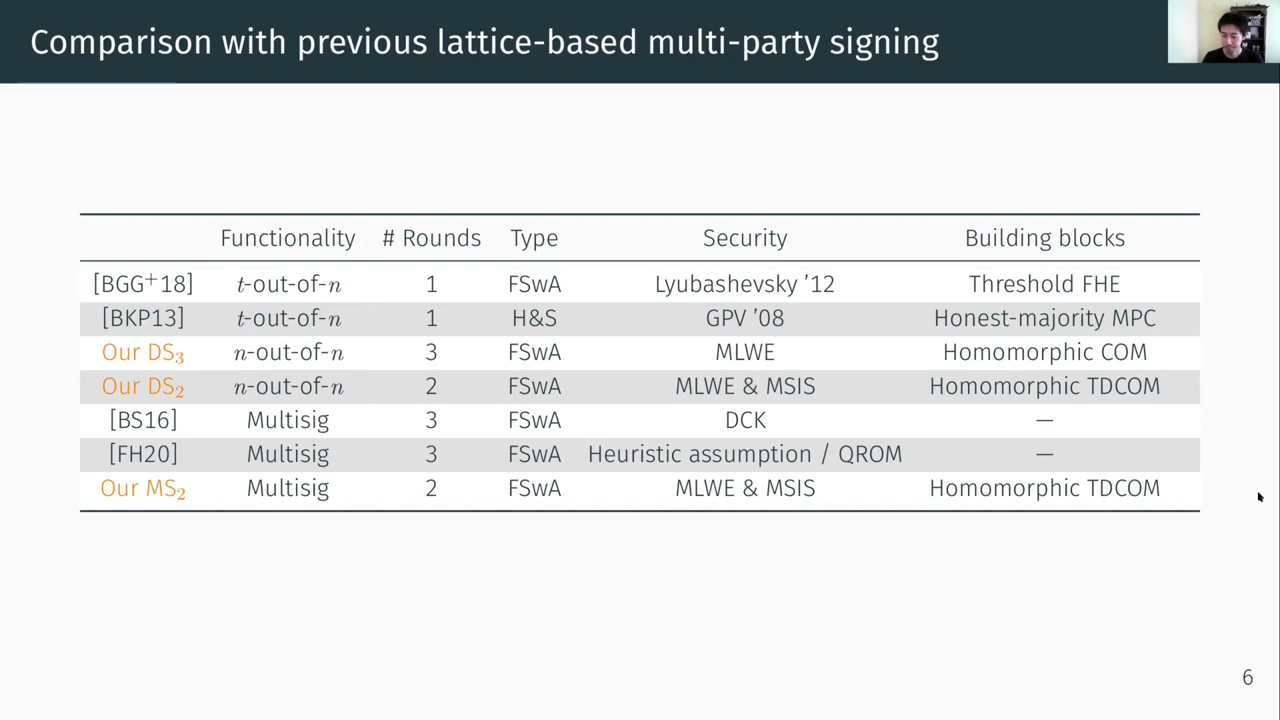 Comparison with previous lattice-based multi-party signing
Functionality # Rounds Type Security Building blocks
[BGG+18] t-out-of-n 1 FSwA Lyubashevsky ’12 Threshold FHE
[BKP13] t-out-of-n 1 H&S GPV ’08 Honest-majority MPC
Our DS₃ n-out-of-n 3 FSwA MLWE Homomorphic COM
Our DS₂ n-out-of-n 2 FSwA MLWE & MSIS Homomorphic TDCOM
[BS16] Multisig 3 FSwA DCK —
[FH20] Multisig 3 FSwA Heuristic assumption / QROM —
Our MS₂ Multisig 2 FSwA MLWE & MSIS Homomorphic TDCOM
6